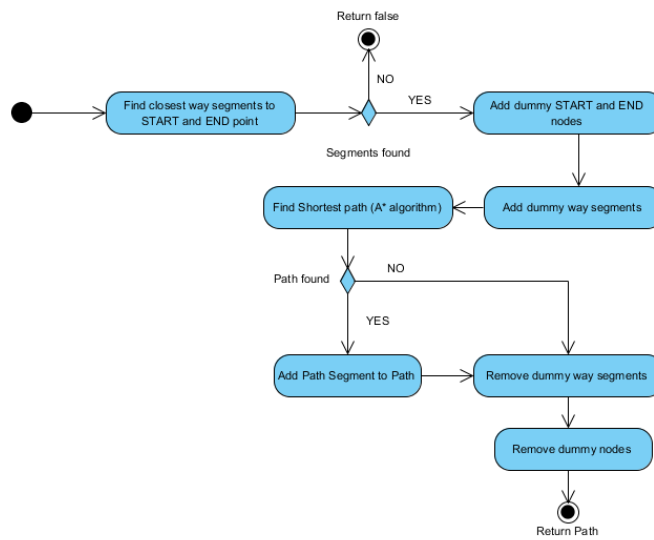 Return false
NO
Find closest way segments to
START and END point
YES
Add dummy START and END
nodes
Segments found
Find Shortest path (A* algorithm)
Add dummy way segments
Path found
NO
YES
Add Path Segment to Path
Remove dummy way segments
Remove dummy nodes
Return Path